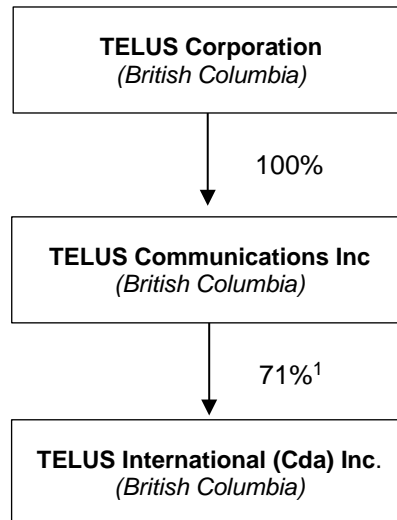 TELUS Corporation
(British Columbia)
100%
TELUS Communications Inc
(British Columbia)
71%¹
TELUS International (Cda) Inc.
(British Columbia)